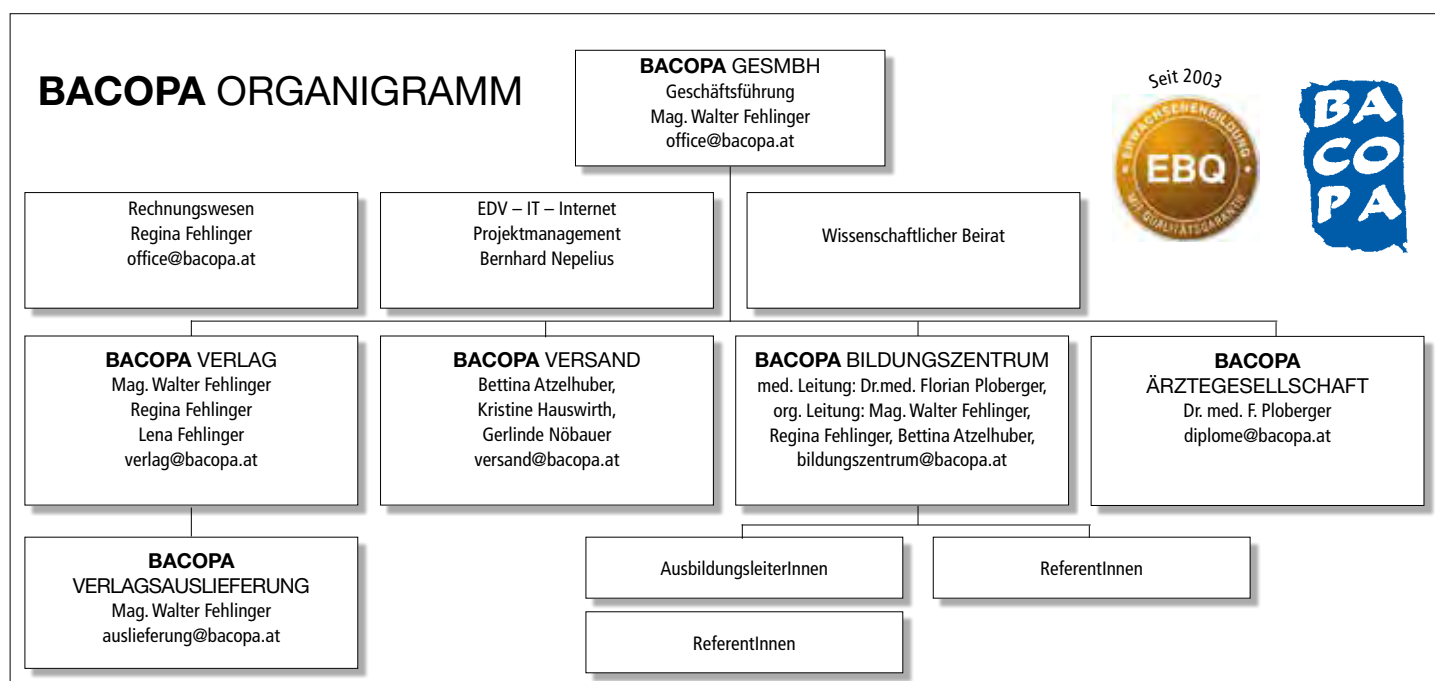 BACOPA ORGANIGRAMM
BACOPA GESMBH
Geschäftsführung
Mag. Walter Fehlinger
office@bacopa.at
Seit 2003
ERWACHSENENBILDUNG
EBQ
MIT QUALITÄTSGARANTIE
BA
CO
PA
Rechnungswesen
Regina Fehlinger
office@bacopa.at
EDV – IT – Internet
Projektmanagement
Bernhard Nepelius
Wissenschaftlicher Beirat
BACOPA VERLAG
Mag. Walter Fehlinger
Regina Fehlinger
Lena Fehlinger
verlag@bacopa.at
BACOPA VERSAND
Bettina Atzelhuber,
Kristine Hauswirth,
Gerlinde Nöbauer
versand@bacopa.at
BACOPA BILDUNGSZENTRUM
med. Leitung: Dr.med. Florian Ploberger,
org. Leitung: Mag. Walter Fehlinger,
Regina Fehlinger, Bettina Atzelhuber,
bildungszentrum@bacopa.at
BACOPA
ÄRZTEGESELLSCHAFT
Dr. med. F. Ploberger
diplome@bacopa.at
BACOPA
VERLAGSAUSLIEFERUNG
Mag. Walter Fehlinger
auslieferung@bacopa.at
AusbildungsleiterInnen
ReferentInnen
ReferentInnen